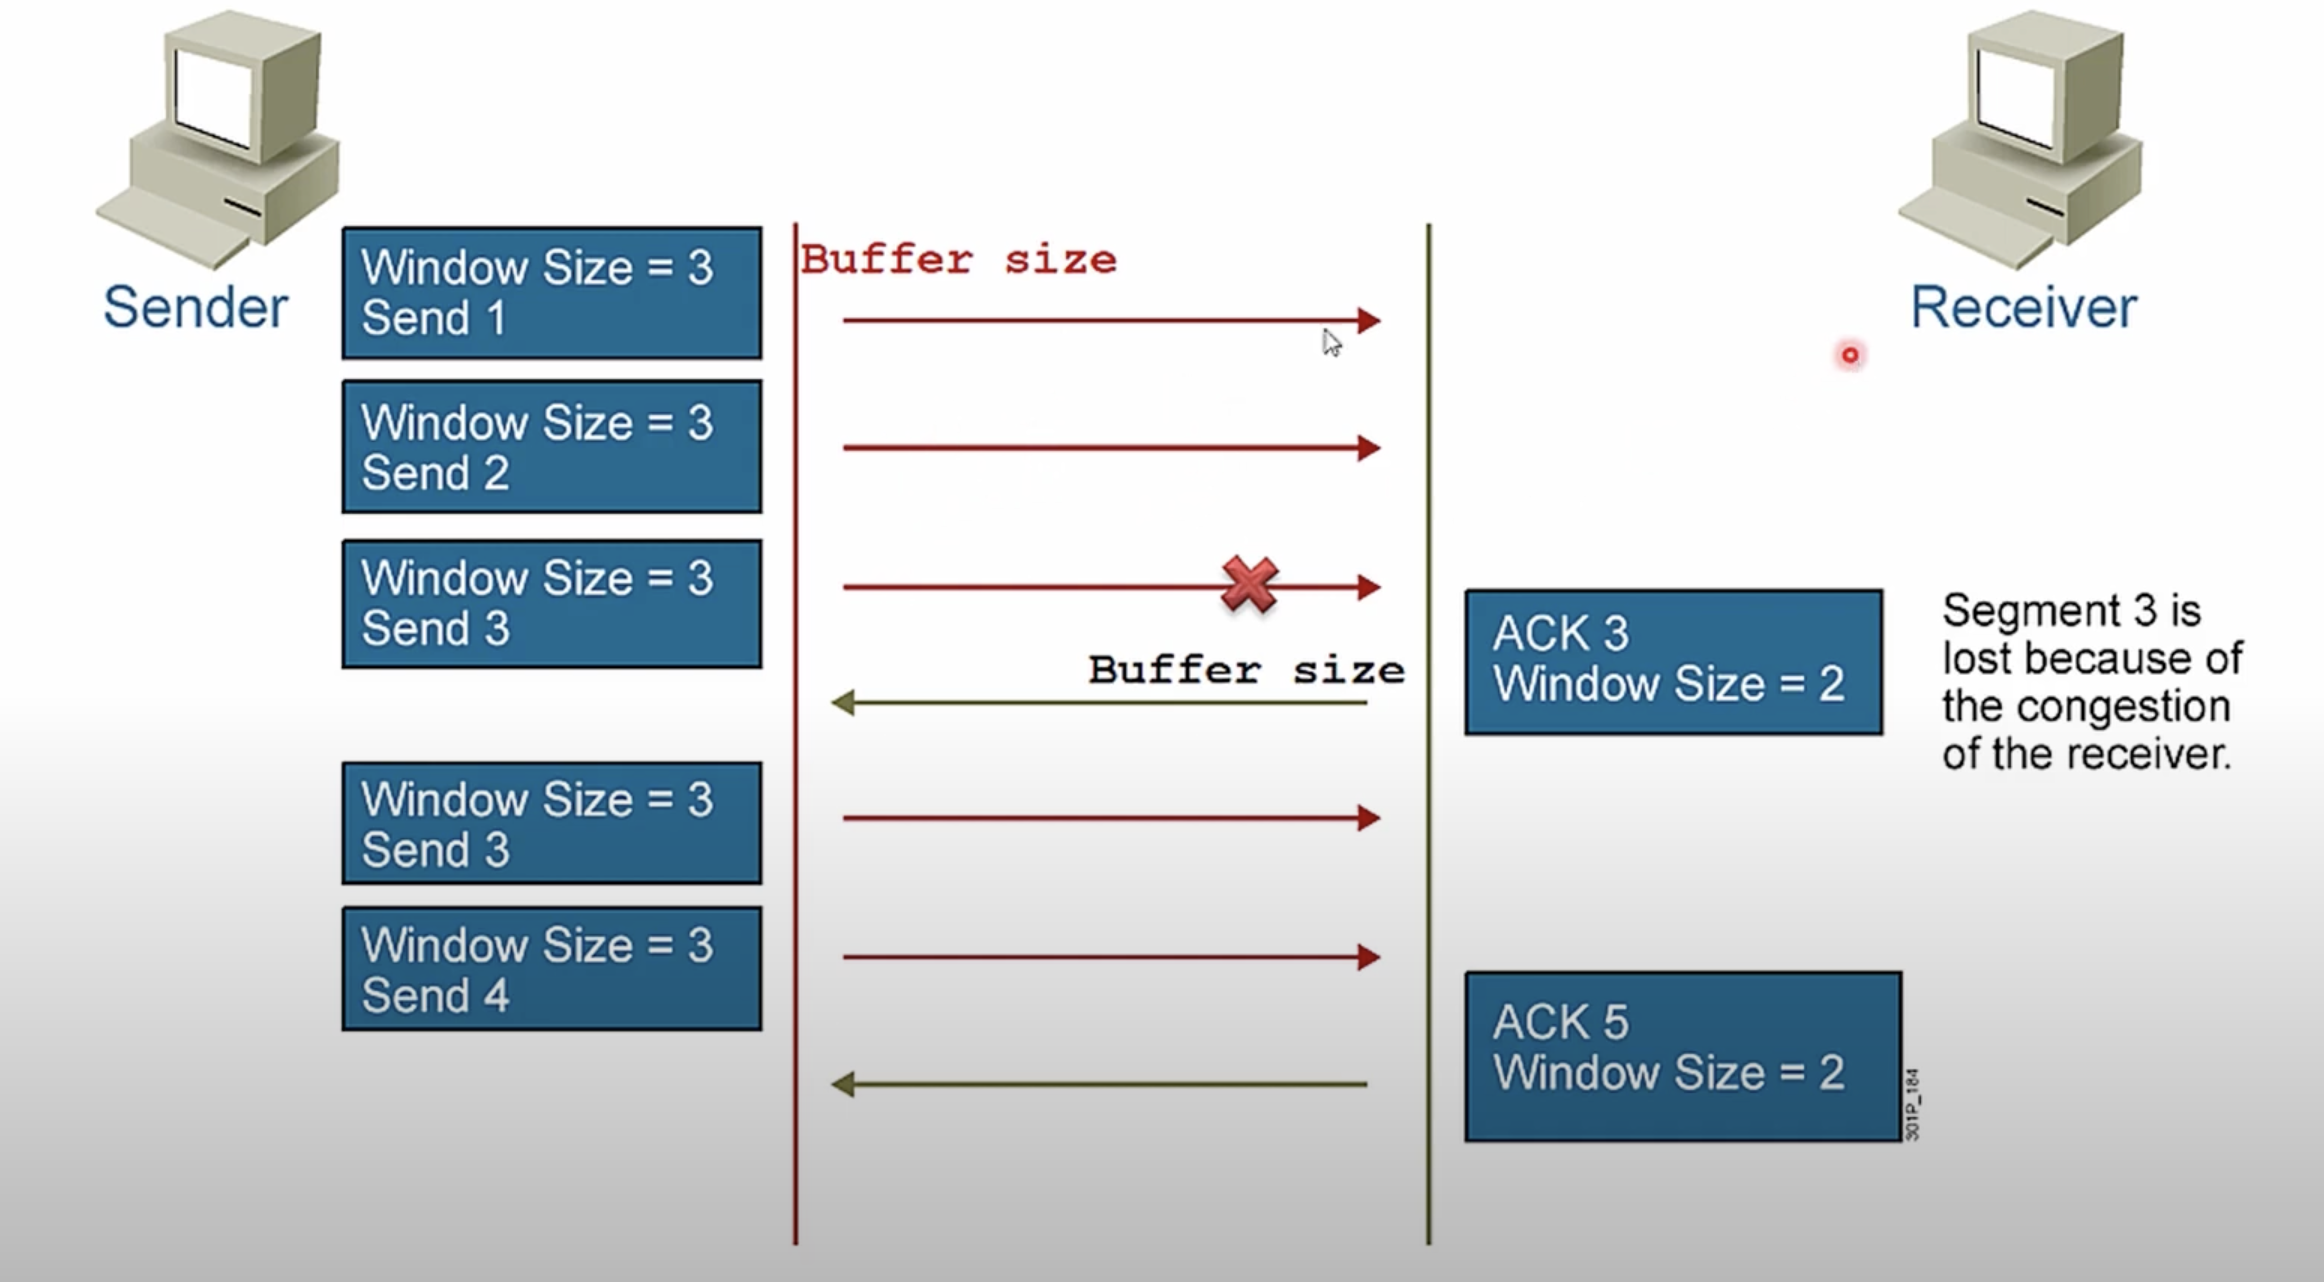 Sender
Receiver
Window Size = 3
Send 1
Buffer size
Window Size = 3
Send 2
Window Size = 3
Send 3
Buffer size
ACK 3
Window Size = 2
Segment 3 is
lost because of
the congestion
of the receiver.
Window Size = 3
Send 3
Window Size = 3
Send 4
ACK 5
Window Size = 2
301P_184